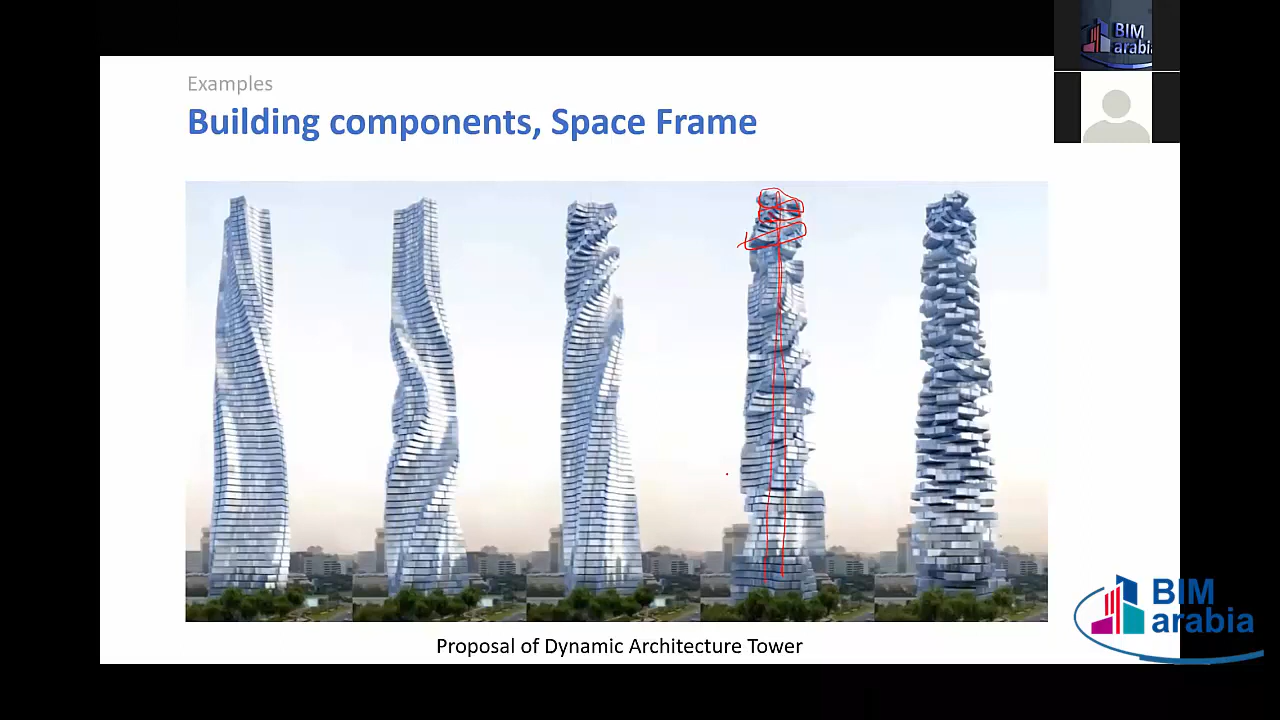 BIM
arabia
Examples
Building components, Space Frame
BIM
arabia
Proposal of Dynamic Architecture Tower